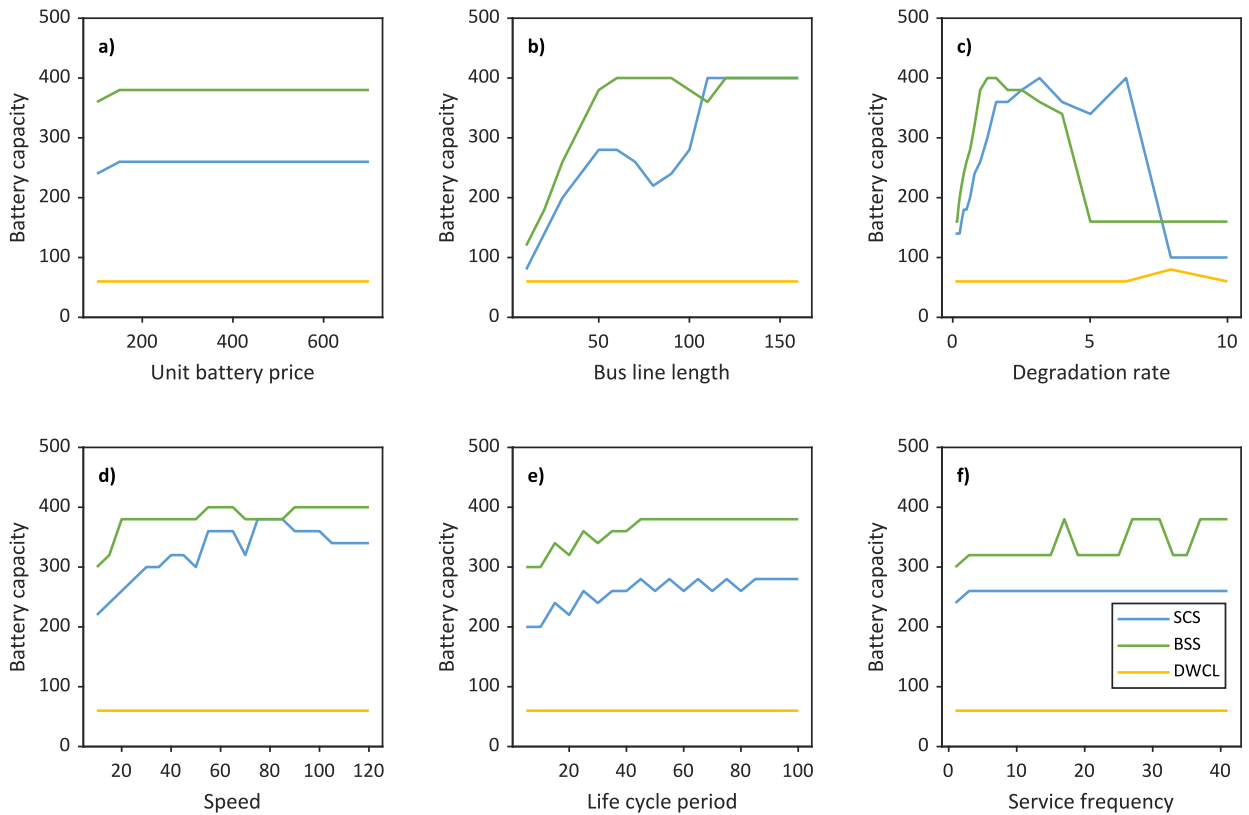 500
400
300
200
100
0
Battery capacity
a)
200
400
600
Unit battery price
500
400
300
200
100
0
Battery capacity
b)
50
100
150
Bus line length
500
400
300
200
100
0
Battery capacity
c)
0
5
10
Degradation rate
500
400
300
200
100
0
Battery capacity
d)
20
40
60
80
100
120
Speed
500
400
300
200
100
0
Battery capacity
e)
20
40
60
80
100
Life cycle period
500
400
300
200
100
0
Battery capacity
f)
SCS
BSS
DWCL
0
10
20
30
40
Service frequency